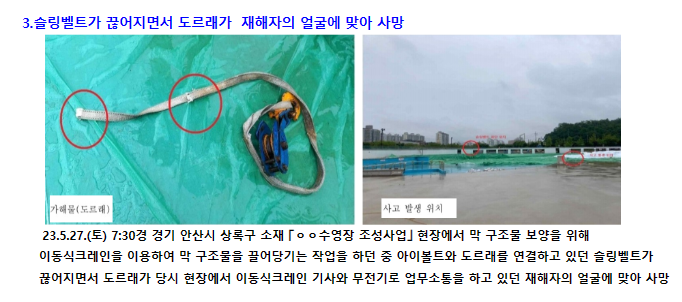 3.슬링벨트가 끊어지면서 도르래가 재해자의 얼굴에 맞아 사망
가해물(도르래)
사고 발생 위치
23.5.27.(토) 7:30경 경기 안산시 상록구 소재 ｢ㅇㅇ수영장 조성사업｣ 현장에서 막 구조물 보양을 위해
이동식크레인을 이용하여 막 구조물을 끌어당기는 작업을 하던 중 아이볼트와 도르래를 연결하고 있던 슬링벨트가
끊어지면서 도르래가 당시 현장에서 이동식크레인 기사와 무전기로 업무소통을 하고 있던 재해자의 얼굴에 맞아 사망